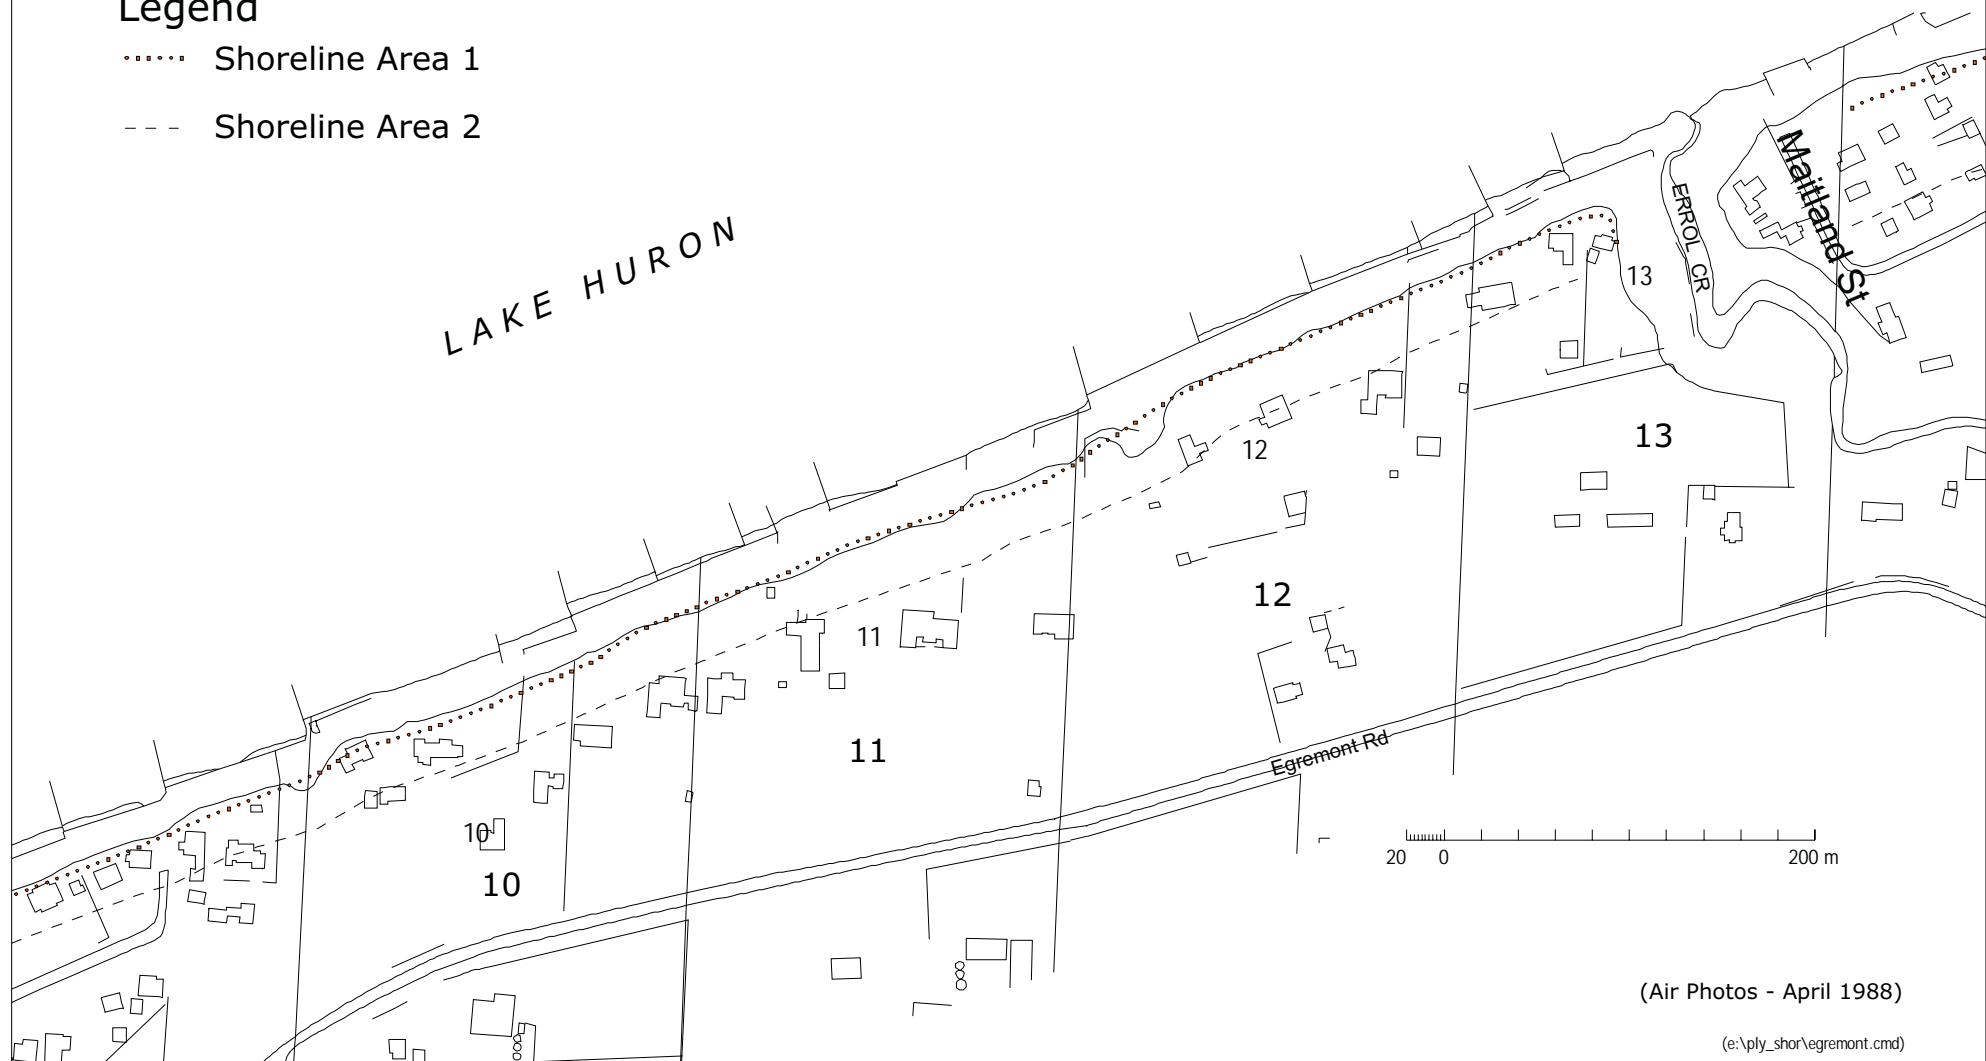 Legend
Shoreline Area 1
Shoreline Area 2
LAKE HURON
Maitland St
ERROL CR
13
13
12
12
11
11
10
10
Egremont Rd
20 0 200 m
(Air Photos - April 1988)
(e:\ply_shor\egremont.cmd)